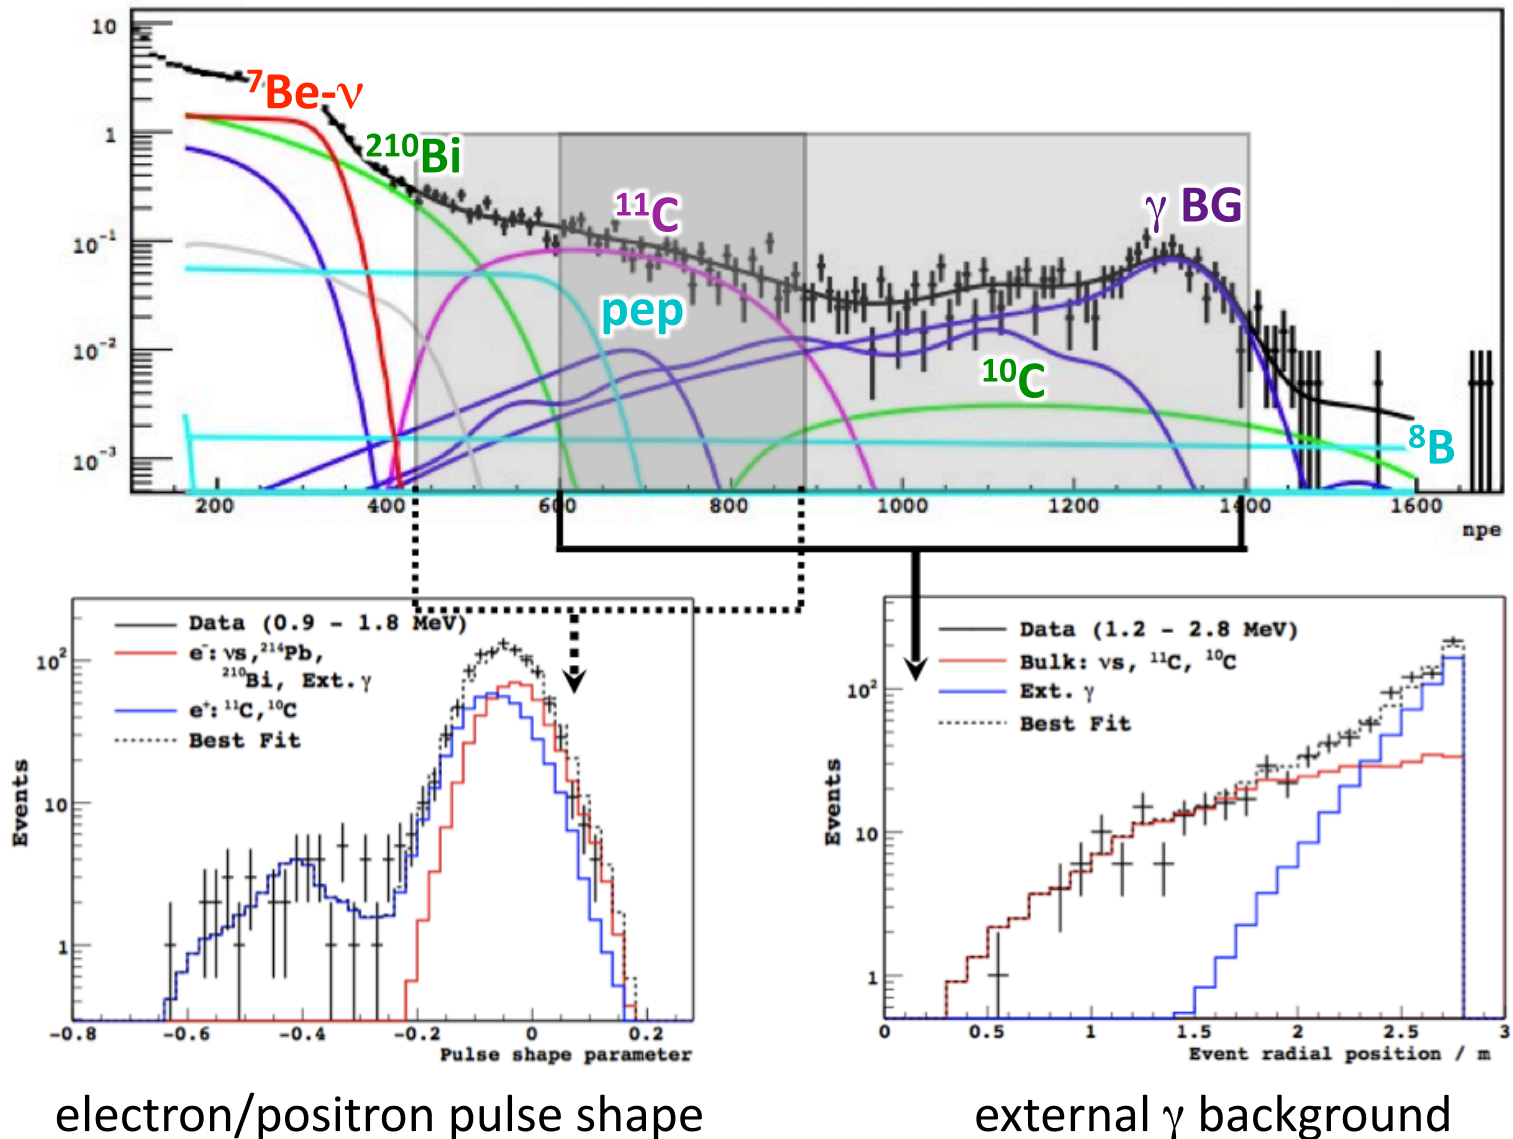 10
1
10⁻¹
10⁻²
10⁻³
⁷Be-ν
²¹⁰Bi
¹¹C
pep
γ BG
¹⁰C
⁸B
200 400 600 800 1000 1200 1400 1600
npe
Data (0.9 - 1.8 MeV)
e⁻: νs, ²¹⁴Pb,
²¹⁰Bi, Ext. γ
e⁺: ¹¹C, ¹⁰C
Best Fit
Events
10²
10
1
-0.8 -0.6 -0.4 -0.2 0 0.2
Pulse shape parameter
electron/positron pulse shape
Data (1.2 - 2.8 MeV)
Bulk: νs, ¹¹C, ¹⁰C
Ext. γ
Best Fit
Events
10²
10
1
0 0.5 1 1.5 2 2.5 3
Event radial position / m
external γ background